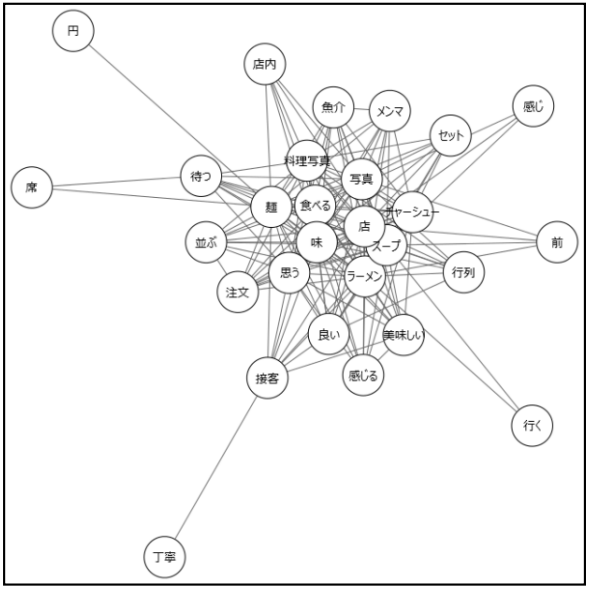 円
店内
魚介
メンマ
感じ
セット
料理写真
待つ
写真
席
麺
食べる
チャーシュー
店
並ぶ
味
スープ
前
思う
ラーメン
行列
注文
良い
美味しい
接客
感じる
行く
丁寧